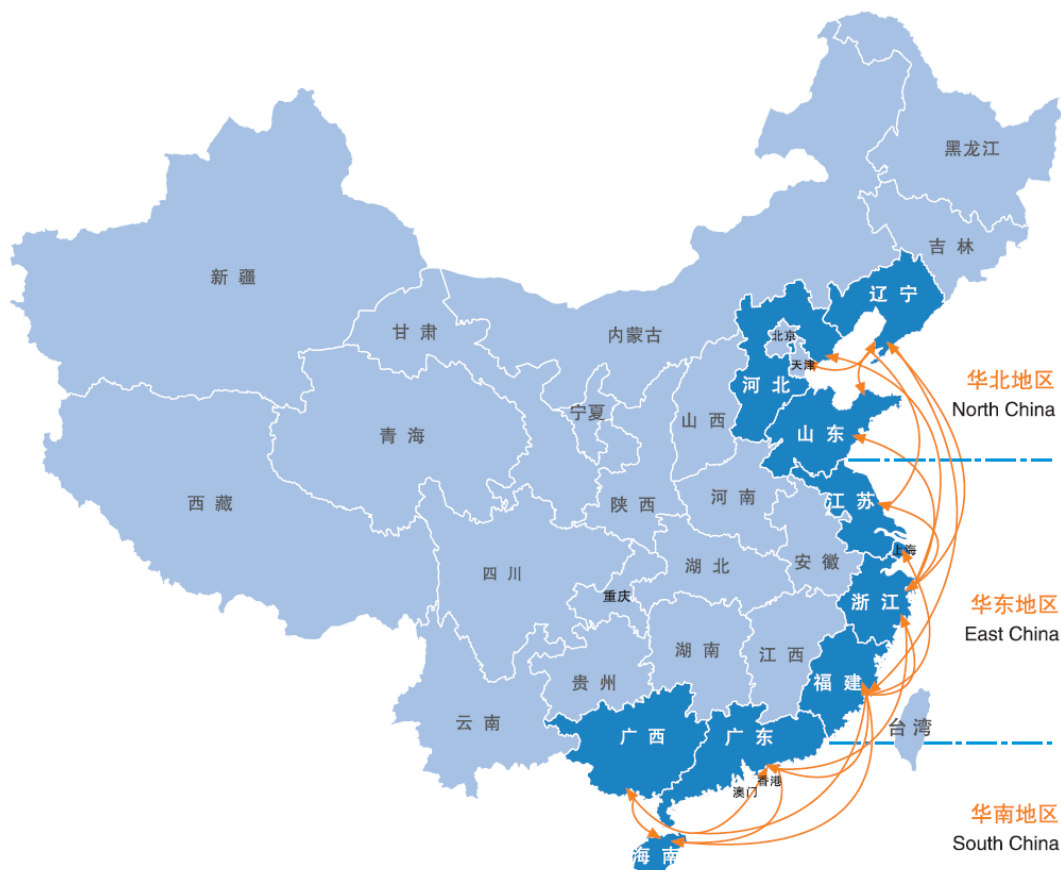 黑龙江
吉林
新疆
辽宁
甘肃
内蒙古
北京
天津
华北地区
North China
河北
宁夏
山西
青海
山东
西藏
陕西
河南
江苏
上海
安徽
湖北
四川
重庆
浙江
华东地区
East China
湖南
江西
贵州
福建
云南
广西
广东
台湾
香港
澳门
华南地区
South China
海南